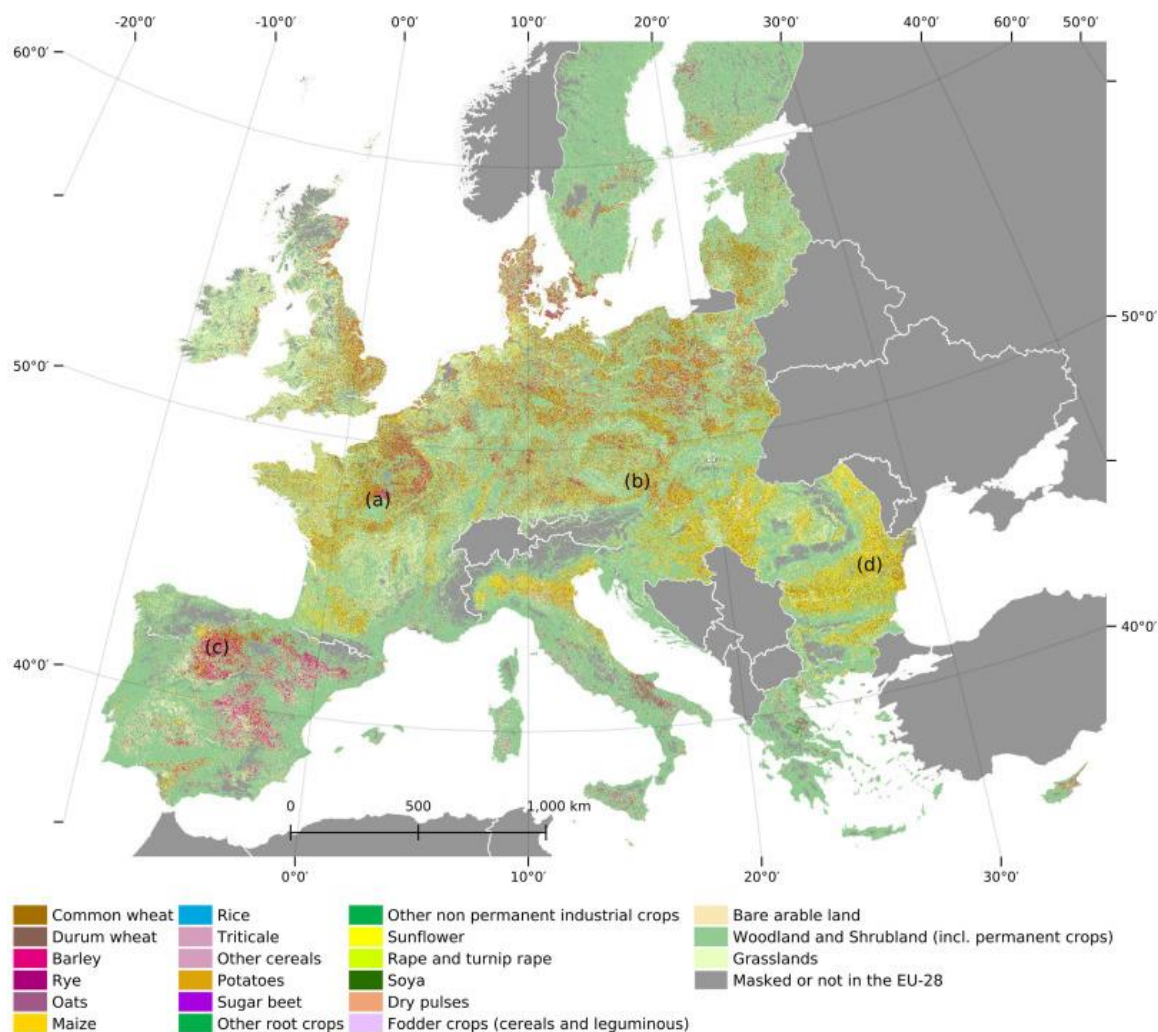 -20°0′ -10°0′ 0°0′ 10°0′ 20°0′ 30°0′ 40°0′ 60°0′ 50°0′
60°0′
50°0′
50°0′
(a)
(b)
(d)
(c)
40°0′
40°0′
0 500 1,000 km
0°0′ 10°0′ 20°0′ 30°0′
Common wheat Rice Other non permanent industrial crops Bare arable land
Durum wheat Triticale Sunflower Woodland and Shrubland (incl. permanent crops)
Barley Other cereals Rape and turnip rape Grasslands
Rye Potatoes Soya Masked or not in the EU-28
Oats Sugar beet Dry pulses
Maize Other root crops Fodder crops (cereals and leguminous)